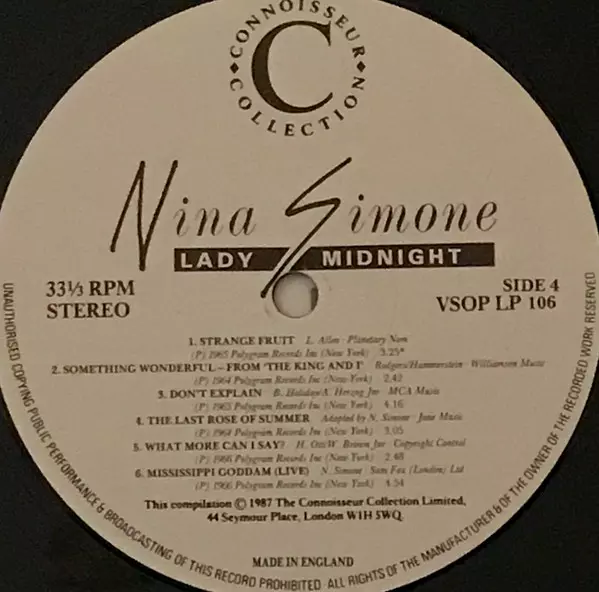 CONNOISSEUR
C
COLLECTION
Nina Simone
LADY MIDNIGHT
33⅓ RPM
STEREO
SIDE 4
VSOP LP 106
1. STRANGE FRUIT L. Allen - Planetary Nom
(P) 1965 Polygram Records Inc (New York) 3.25"
2. SOMETHING WONDERFUL – FROM 'THE KING AND I' Rodgers/Hammerstein - Williamson Music
(P) 1964 Polygram Records Inc (New York) 2.42
3. DON'T EXPLAIN B. Holiday/A. Herzog Jnr MCA Music
(P) 1965 Polygram Records Inc (New York) 4.16
4. THE LAST ROSE OF SUMMER Adapted by N. Simone - Jane Music
(P) 1964 Polygram Records Inc (New York) 3.05
5. WHAT MORE CAN I SAY? H. Ott/W. Brown Jnr Copyright Control
(P) Polygram Records Inc (New York) 2.48
6. MISSISSIPPI GODDAM (LIVE) N. Simone - Sam Fox (London) Ltd
(P) 1966 Polygram Records Inc (New York) 4.54
This compilation © 1987 The Connoisseur Collection Limited,
44 Seymour Place, London W1H 5WQ.
MADE IN ENGLAND
UNAUTHORISED COPYING PUBLIC PERFORMANCE & BROADCASTING OF THIS RECORD PROHIBITED. ALL RIGHTS OF THE MANUFACTURER & OF THE OWNER OF THE RECORDED WORK RESERVED